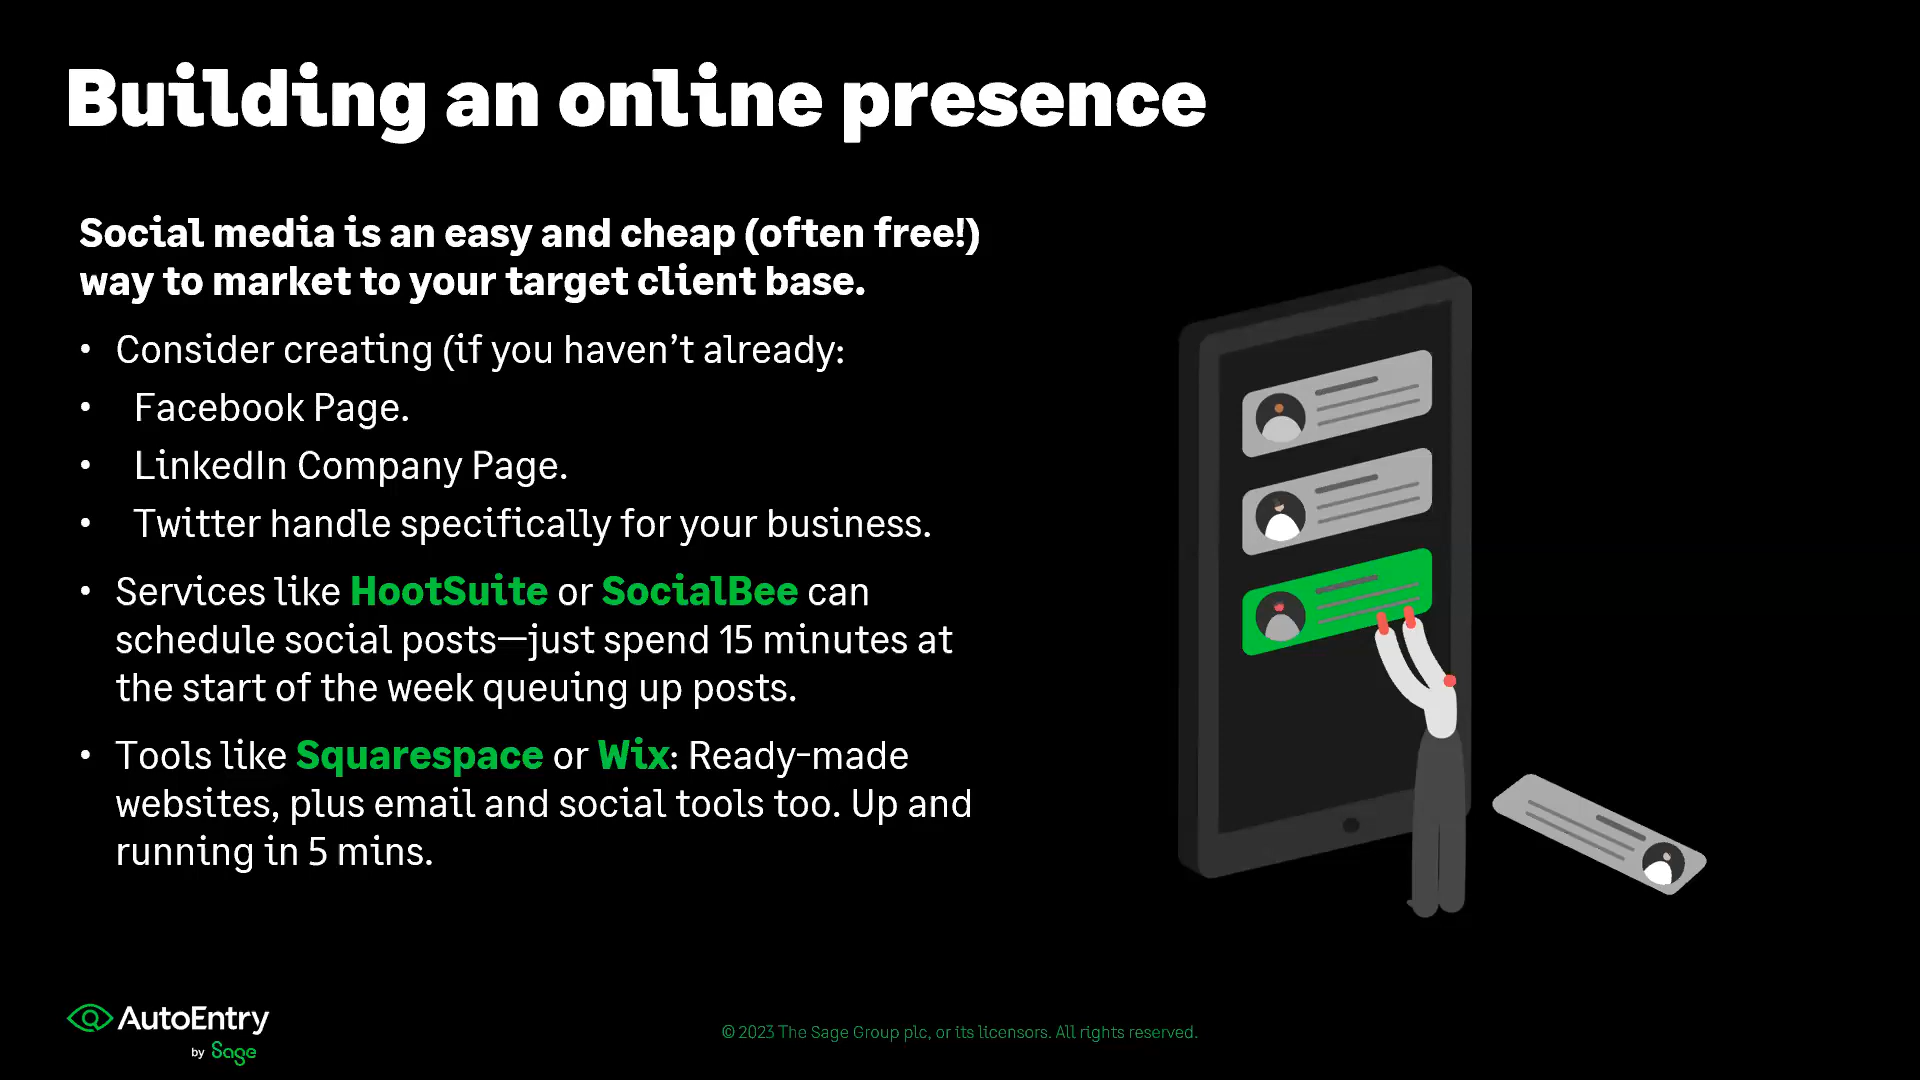 Building an online presence
Social media is an easy and cheap (often free!)
way to market to your target client base.
• Consider creating (if you haven’t already:
• Facebook Page.
• LinkedIn Company Page.
• Twitter handle specifically for your business.
• Services like HootSuite or SocialBee can
schedule social posts—just spend 15 minutes at
the start of the week queuing up posts.
• Tools like Squarespace or Wix: Ready-made
websites, plus email and social tools too. Up and
running in 5 mins.
AutoEntry
by Sage
© 2023 The Sage Group plc, or its licensors. All rights reserved.